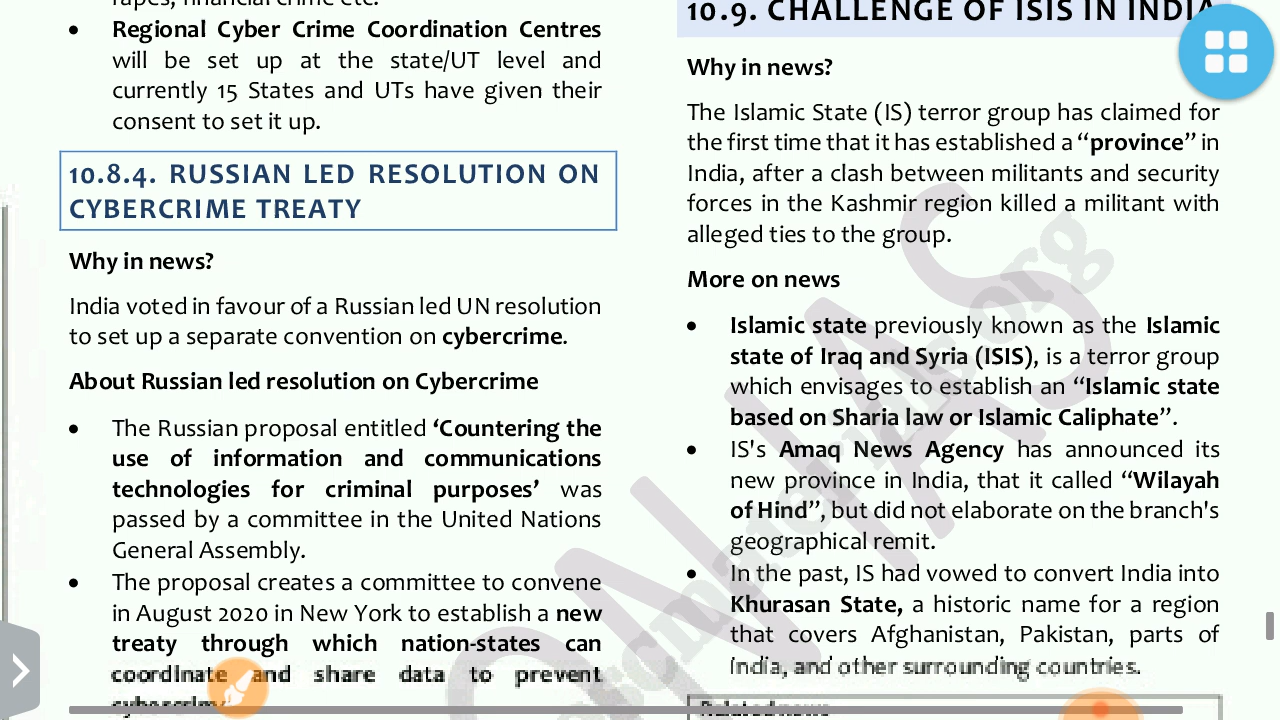 rapes, financial crime etc.
• Regional Cyber Crime Coordination Centres
will be set up at the state/UT level and
currently 15 States and UTs have given their
consent to set it up.
10.8.4. RUSSIAN LED RESOLUTION ON
CYBERCRIME TREATY
Why in news?
India voted in favour of a Russian led UN resolution
to set up a separate convention on cybercrime.
About Russian led resolution on Cybercrime
• The Russian proposal entitled ‘Countering the
use of information and communications
technologies for criminal purposes’ was
passed by a committee in the United Nations
General Assembly.
• The proposal creates a committee to convene
in August 2020 in New York to establish a new
treaty through which nation-states can
coordinate and share data to prevent
cybercrime.
10.9. CHALLENGE OF ISIS IN INDIA
Why in news?
The Islamic State (IS) terror group has claimed for
the first time that it has established a “province” in
India, after a clash between militants and security
forces in the Kashmir region killed a militant with
alleged ties to the group.
More on news
• Islamic state previously known as the Islamic
state of Iraq and Syria (ISIS), is a terror group
which envisages to establish an “Islamic state
based on Sharia law or Islamic Caliphate”.
• IS's Amaq News Agency has announced its
new province in India, that it called “Wilayah
of Hind”, but did not elaborate on the branch's
geographical remit.
• In the past, IS had vowed to convert India into
Khurasan State, a historic name for a region
that covers Afghanistan, Pakistan, parts of
India, and other surrounding countries.
Related news